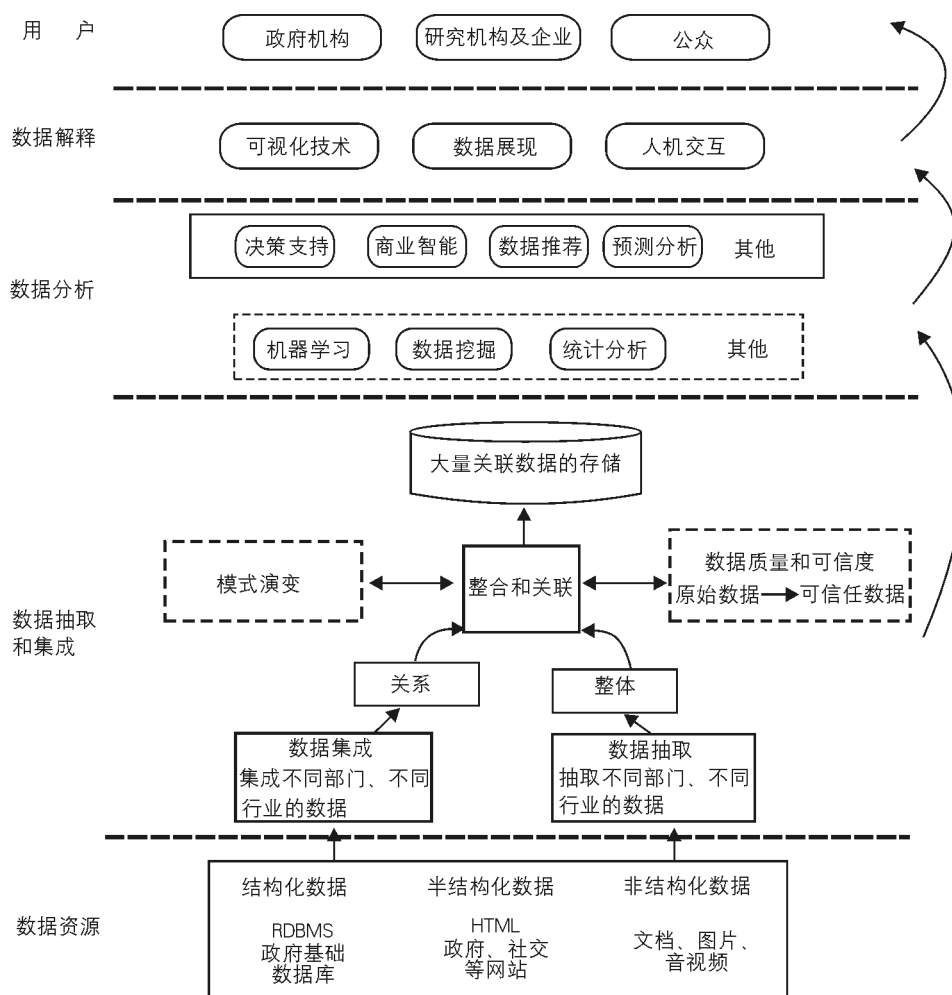 用 户
政府机构
研究机构及企业
公众
数据解释
可视化技术
数据展现
人机交互
数据分析
决策支持
商业智能
数据推荐
预测分析
其他
机器学习
数据挖掘
统计分析
其他
数据抽取
和集成
大量关联数据的存储
模式演变
整合和关联
数据质量和可信度
原始数据
可信任数据
关系
整体
数据集成
集成不同部门、不同
行业的数据
数据抽取
抽取不同部门、不同
行业的数据
数据资源
结构化数据
RDBMS
政府基础
数据库
半结构化数据
HTML
政府、社交
等网站
非结构化数据
文档、图片、
音视频